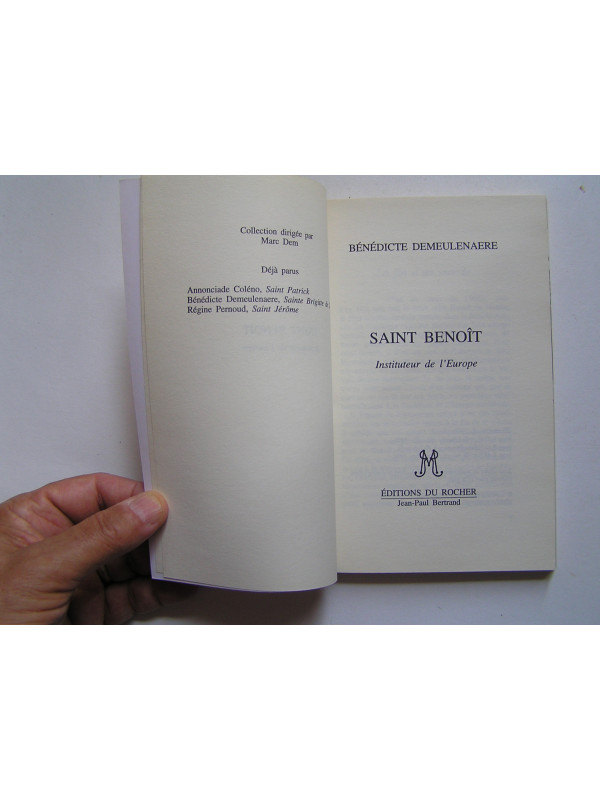 Collection dirigée par
Marc Dem
Déjà parus
Annonciade Coléno, Saint Patrick
Bénédicte Demeulenaere, Sainte Brigitte de
Régine Pernoud, Saint Jérôme
BÉNÉDICTE DEMEULENAERE
SAINT BENOÎT
Instituteur de l'Europe
ÉDITIONS DU ROCHER
Jean-Paul Bertrand